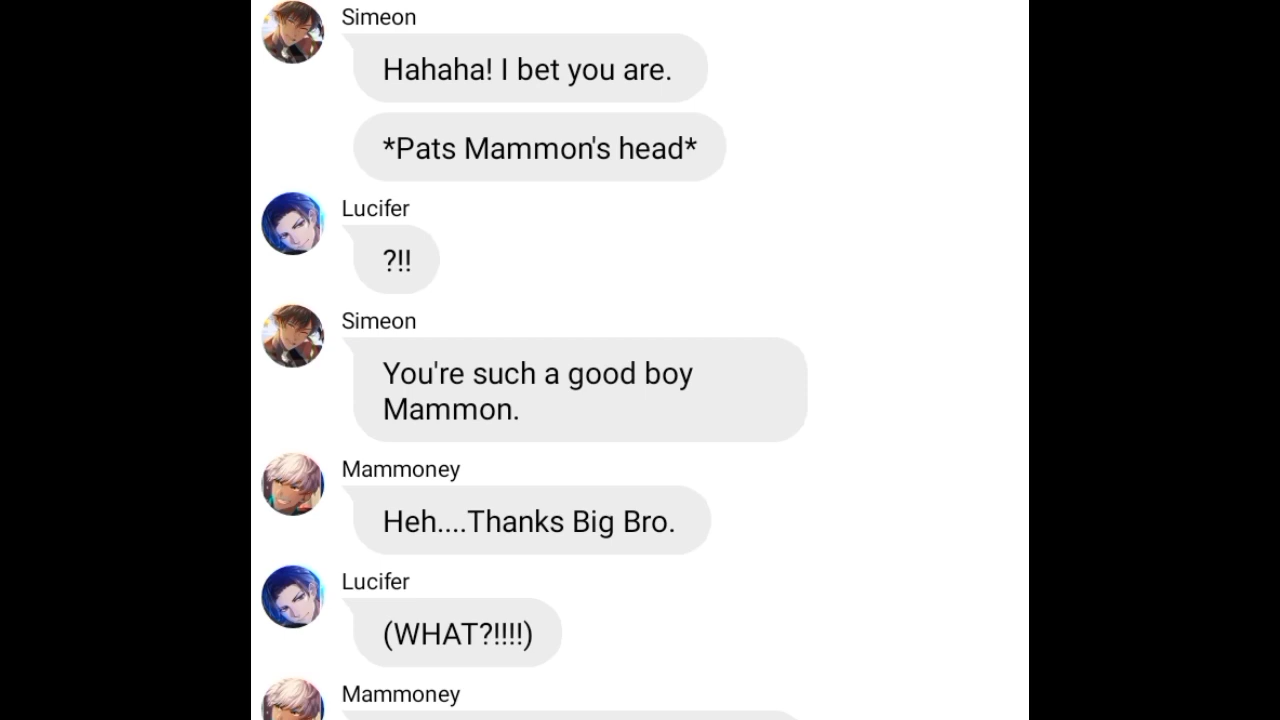 Simeon
Hahaha! I bet you are.
*Pats Mammon's head*
Lucifer
?!!
Simeon
You're such a good boy
Mammon.
Mammoney
Heh....Thanks Big Bro.
Lucifer
(WHAT?!!!!)
Mammoney